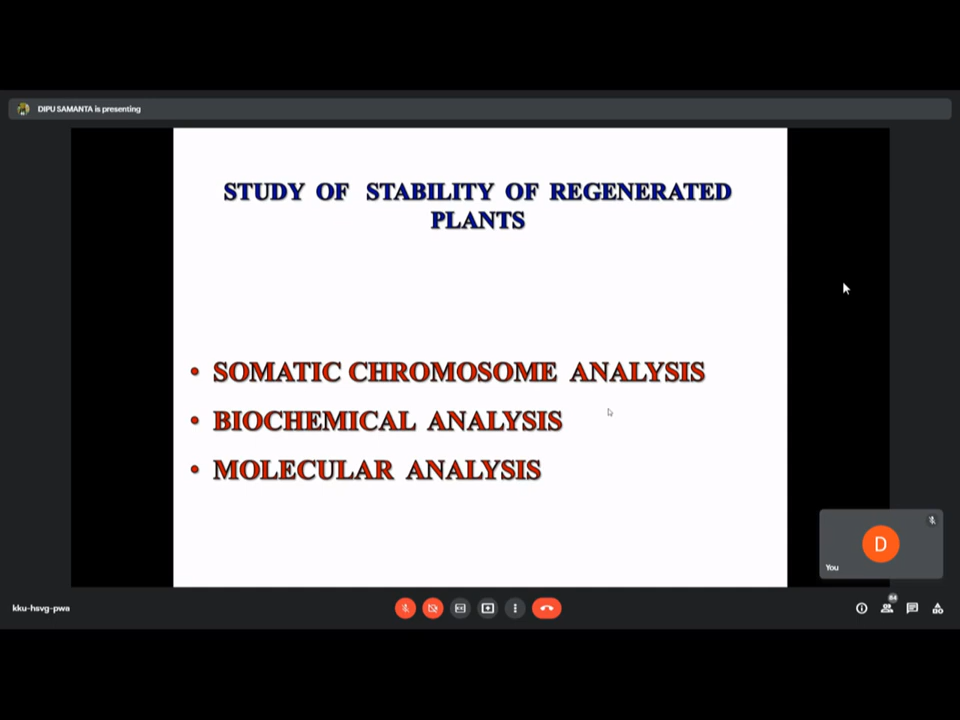 DIPU SAMANTA is presenting
STUDY OF STABILITY OF REGENERATED
PLANTS
• SOMATIC CHROMOSOME ANALYSIS
• BIOCHEMICAL ANALYSIS
• MOLECULAR ANALYSIS
D
You
kku-hsvg-pwa
64